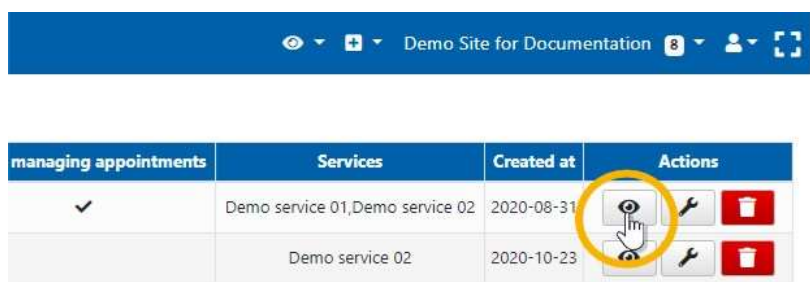 Demo Site for Documentation 8
managing appointments Services Created at Actions
Demo service 01,Demo service 02 2020-08-31
Demo service 02 2020-10-23